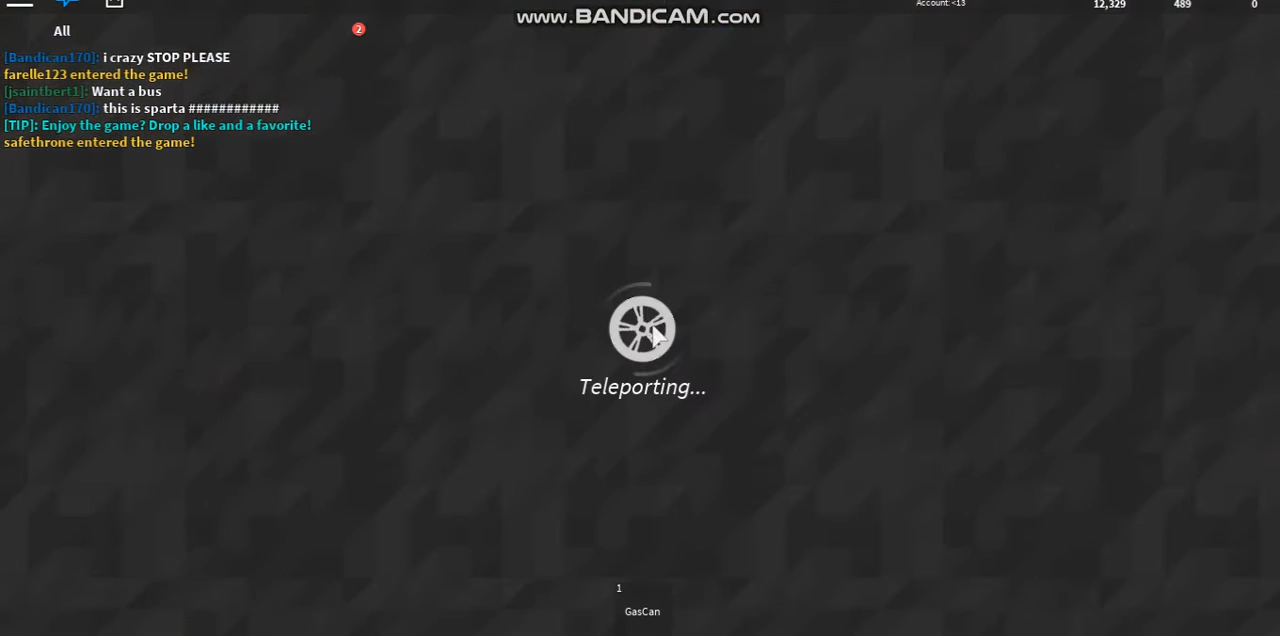 Account: <13
12,329 489 0
WWW.BANDICAM.COM
All
2
[Bandican170]: i crazy STOP PLEASE
farelle123 entered the game!
[jsaintbert1]: Want a bus
[Bandican170]: this is sparta ############
[TIP]: Enjoy the game? Drop a like and a favorite!
safethrone entered the game!
Teleporting...
1
GasCan